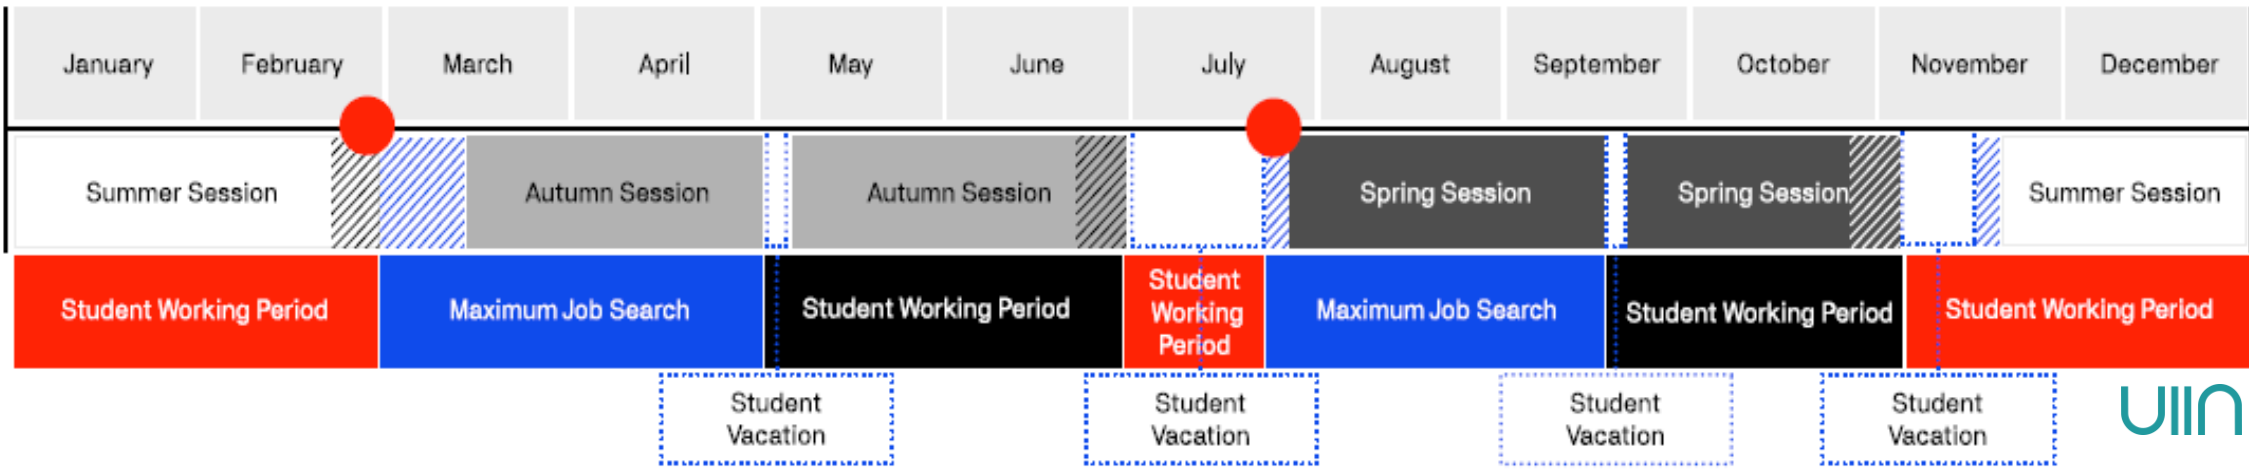 January February March April May June July August September October November December
Summer Session Autumn Session Autumn Session Spring Session Spring Session Summer Session
Student Working Period Maximum Job Search Student Working Period Student Working Period Maximum Job Search Student Working Period Student Working Period
Student Vacation Student Vacation Student Vacation Student Vacation
UIIN